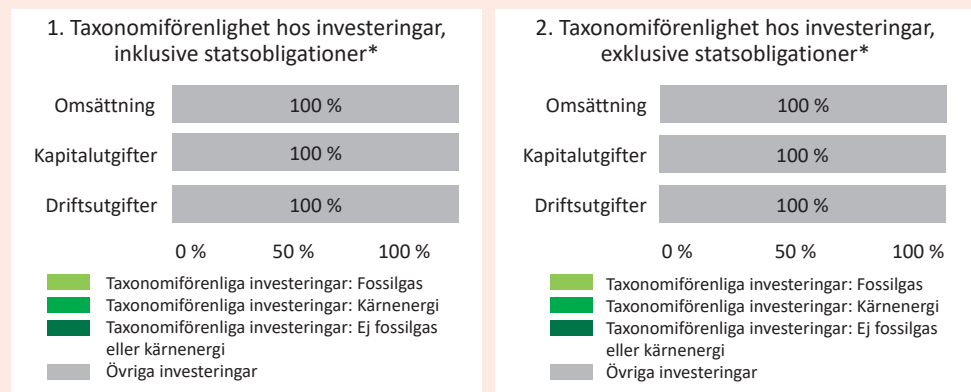 1. Taxonomiförenlighet hos investeringar,
inklusive statsobligationer*
Omsättning 100 %
Kapitalutgifter 100 %
Driftsutgifter 100 %
0 % 50 % 100 %
Taxonomiförenliga investeringar: Fossilgas
Taxonomiförenliga investeringar: Kärnenergi
Taxonomiförenliga investeringar: Ej fossilgas
eller kärnenergi
Övriga investeringar
2. Taxonomiförenlighet hos investeringar,
exklusive statsobligationer*
Omsättning 100 %
Kapitalutgifter 100 %
Driftsutgifter 100 %
0 % 50 % 100 %
Taxonomiförenliga investeringar: Fossilgas
Taxonomiförenliga investeringar: Kärnenergi
Taxonomiförenliga investeringar: Ej fossilgas
eller kärnenergi
Övriga investeringar